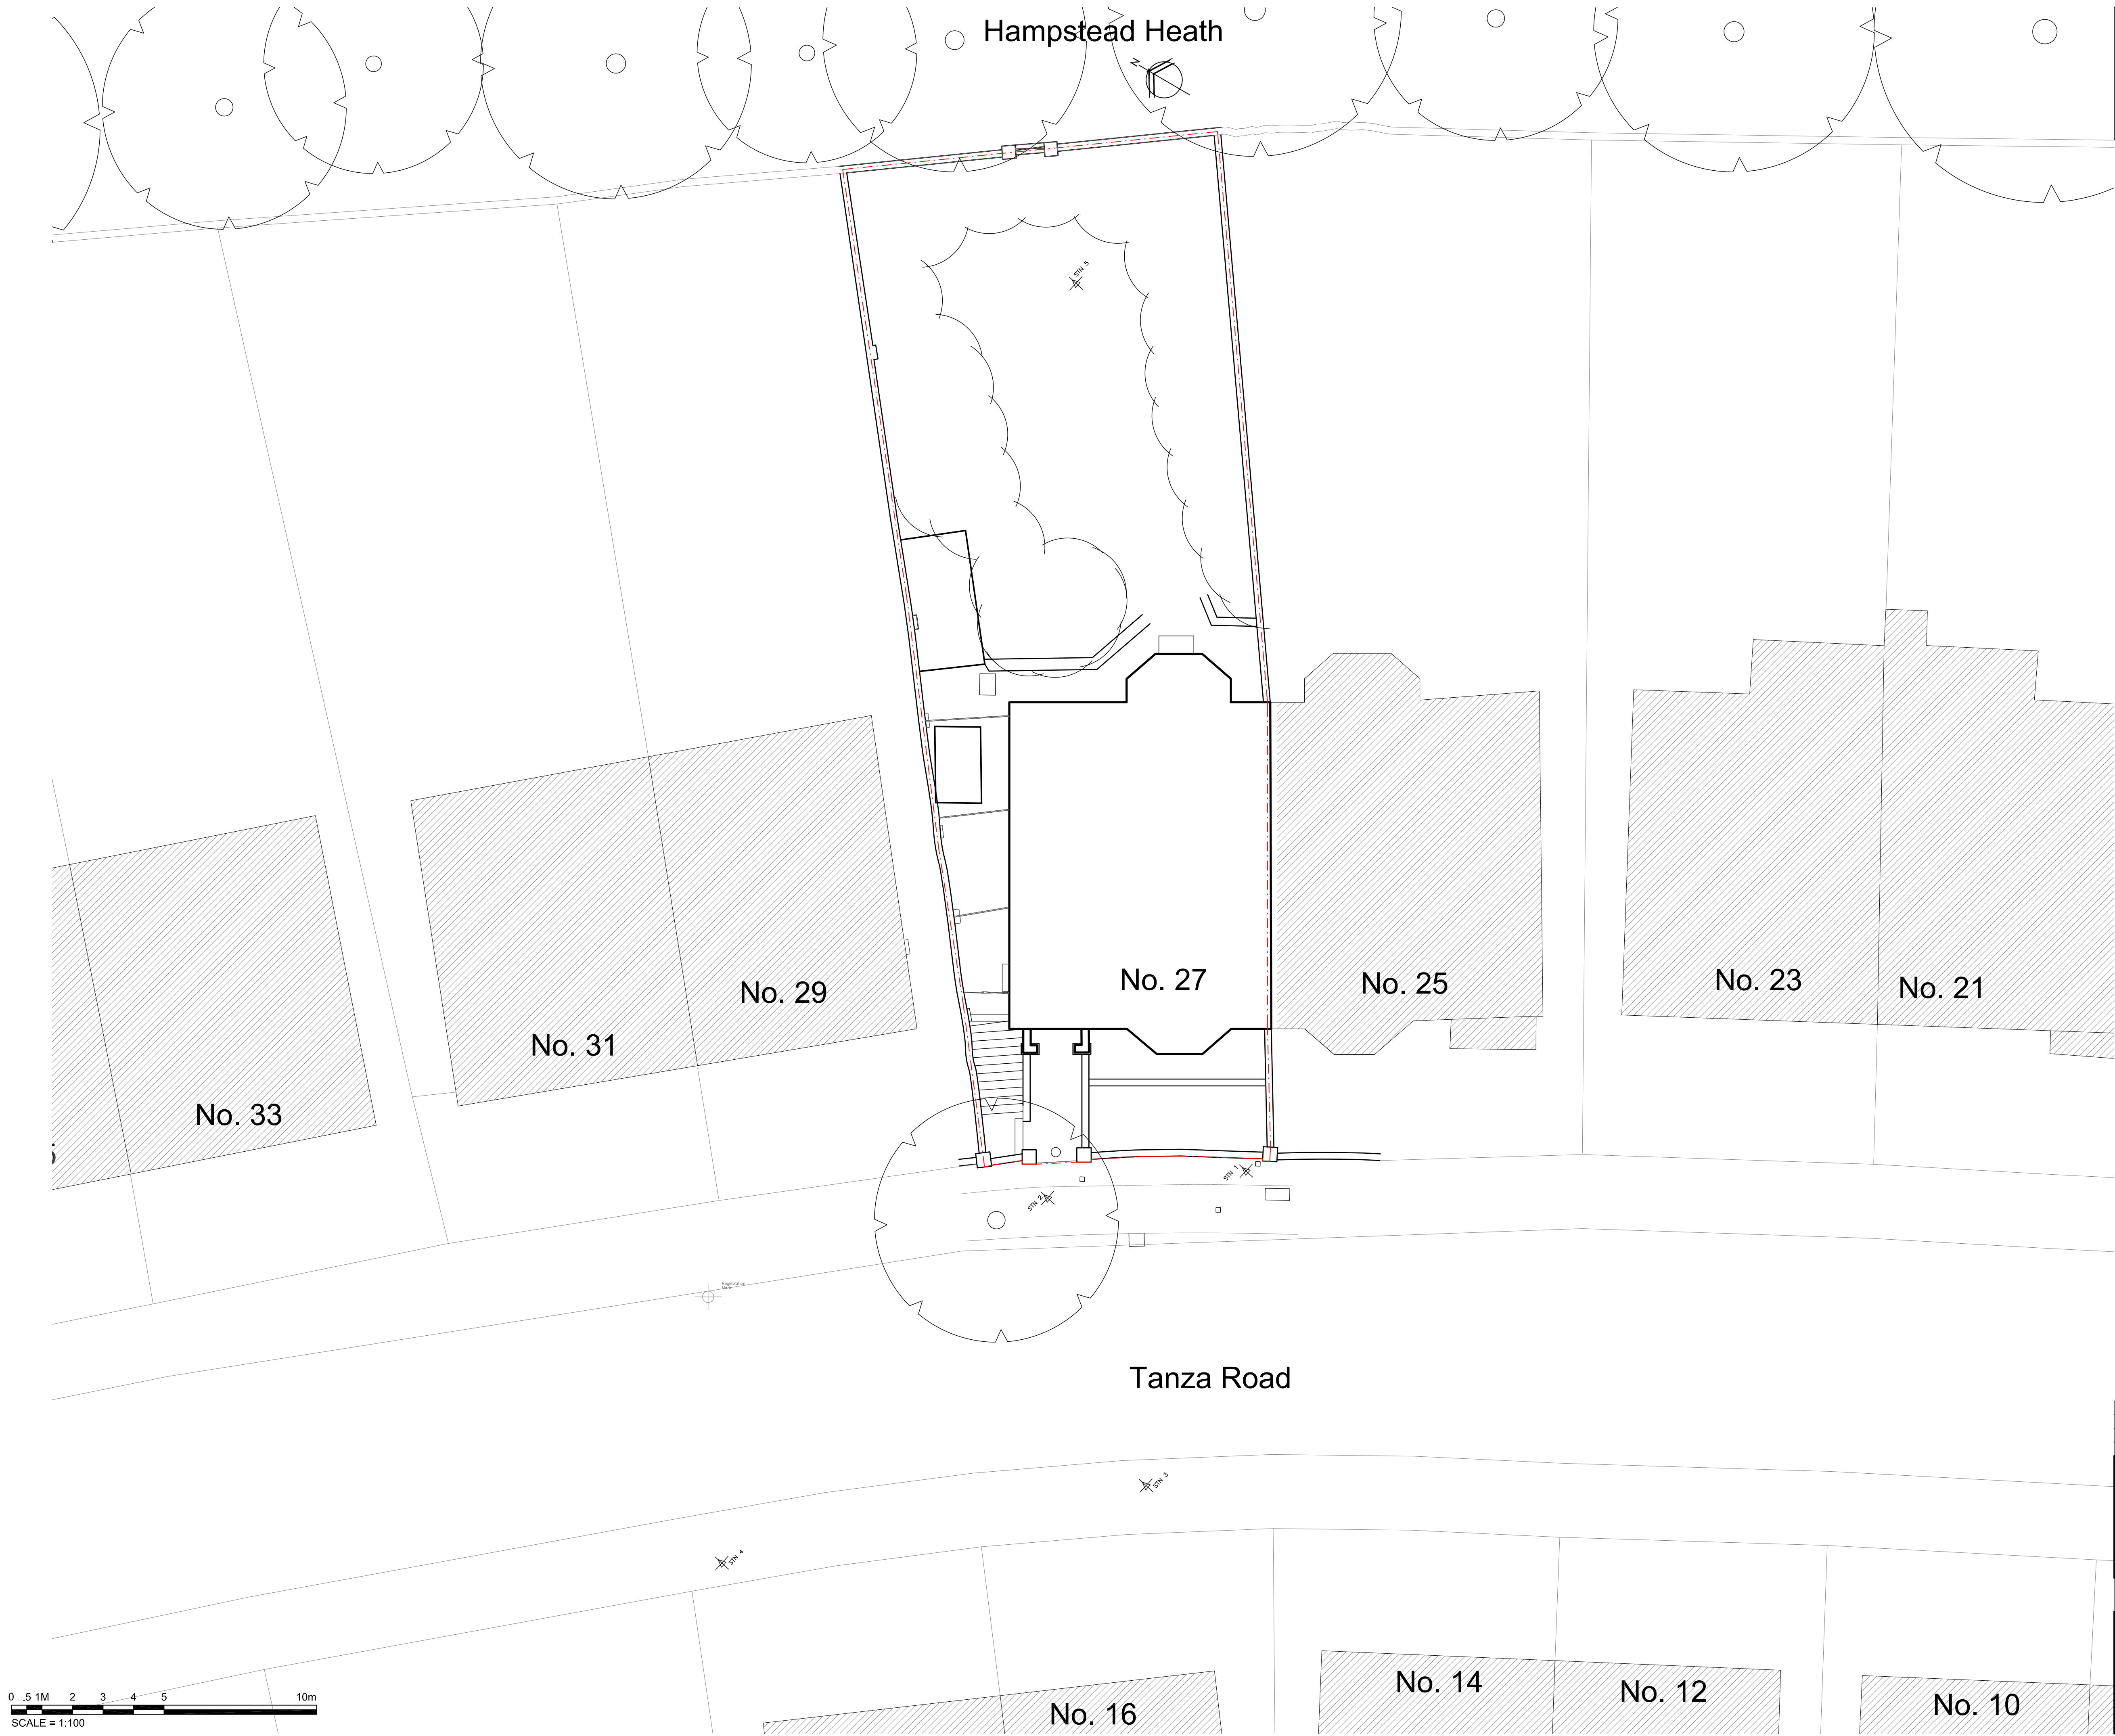 Hampstead Heath
N
STN 5
No. 27
No. 25
No. 23
No. 21
No. 29
No. 31
No. 33
STN 1
STN 2
Registration
Mark
Tanza Road
STN 3
STN 4
No. 14
No. 12
No. 10
No. 16
0 .5 1M 2 3 4 5 10m
SCALE = 1:100